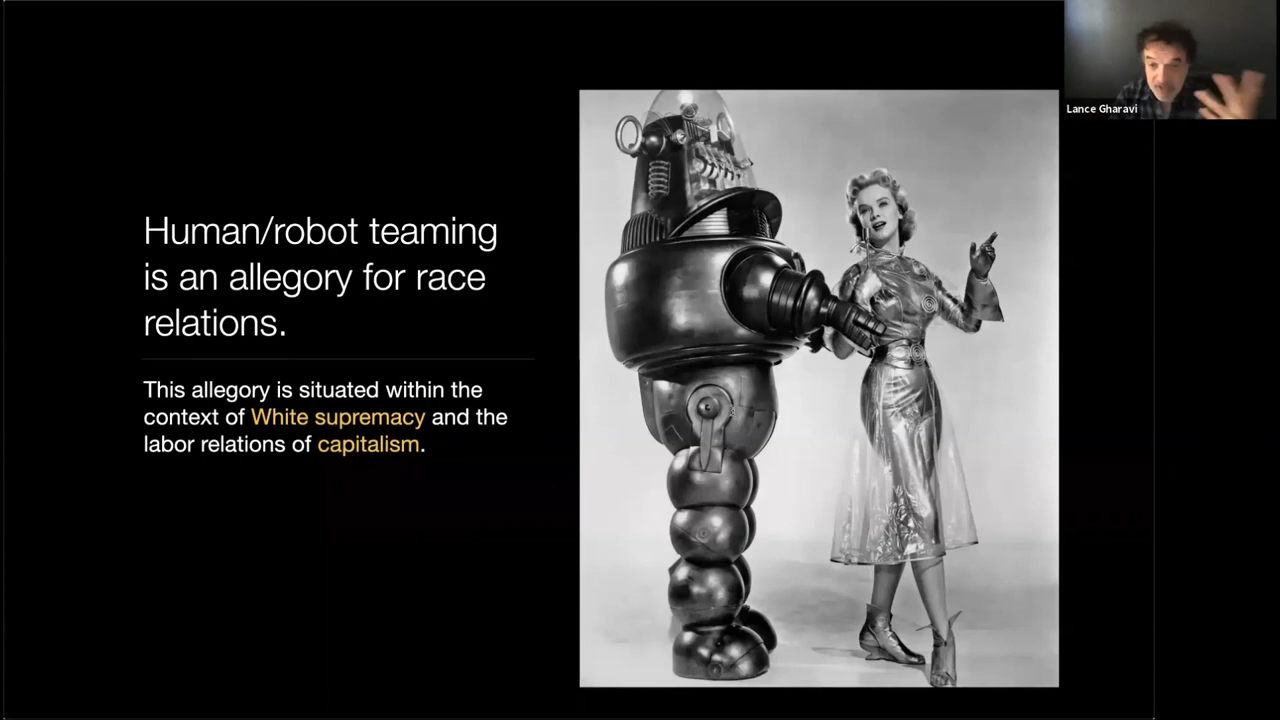 Human/robot teaming
is an allegory for race
relations.
This allegory is situated within the
context of White supremacy and the
labor relations of capitalism.
Lance Gharavi